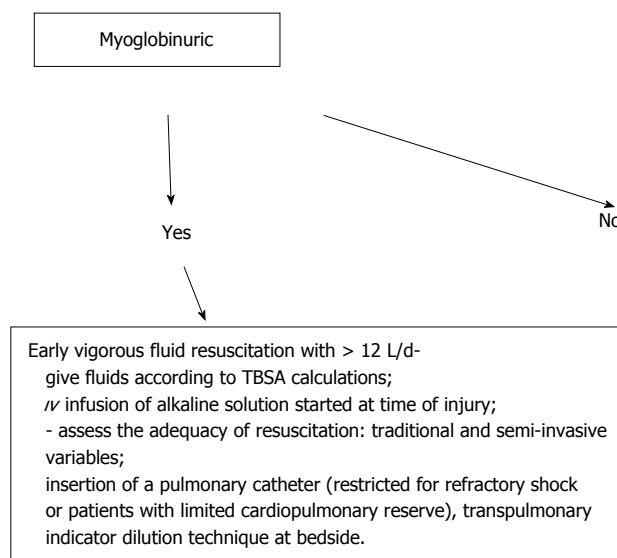 Myoglobinuric
Yes
No
Early vigorous fluid resuscitation with > 12 L/d-
give fluids according to TBSA calculations;
iv infusion of alkaline solution started at time of injury;
- assess the adequacy of resuscitation: traditional and semi-invasive
variables;
insertion of a pulmonary catheter (restricted for refractory shock
or patients with limited cardiopulmonary reserve), transpulmonary
indicator dilution technique at bedside.